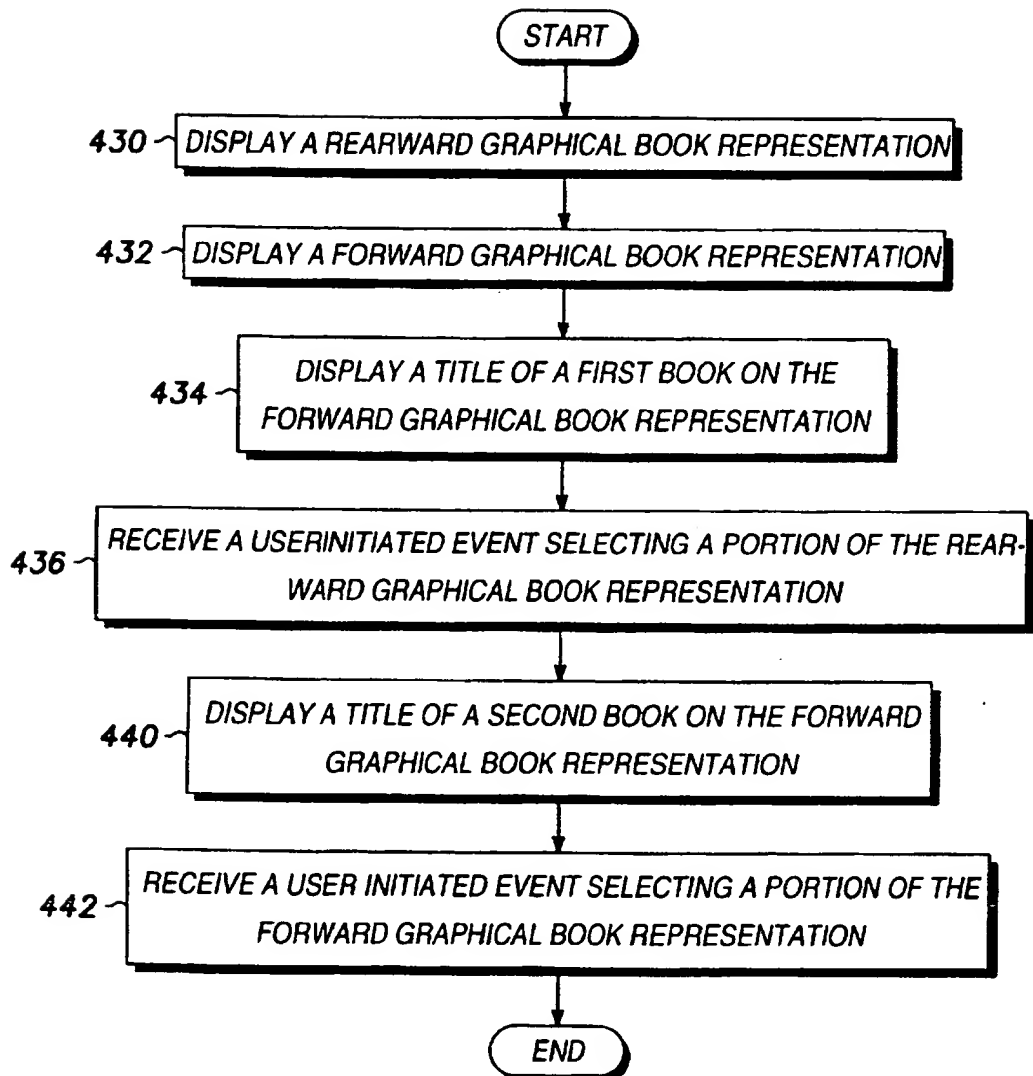 START
430 DISPLAY A REARWARD GRAPHICAL BOOK REPRESENTATION
432 DISPLAY A FORWARD GRAPHICAL BOOK REPRESENTATION
DISPLAY A TITLE OF A FIRST BOOK ON THE
434
FORWARD GRAPHICAL BOOK REPRESENTATION
RECEIVE A USERINITIATED EVENT SELECTING A PORTION OF THE REAR-
436
WARD GRAPHICAL BOOK REPRESENTATION
DISPLAY A TITLE OF A SECOND BOOK ON THE FORWARD
440
GRAPHICAL BOOK REPRESENTATION
RECEIVE A USER INITIATED EVENT SELECTING A PORTION OF THE
442
FORWARD GRAPHICAL BOOK REPRESENTATION
END